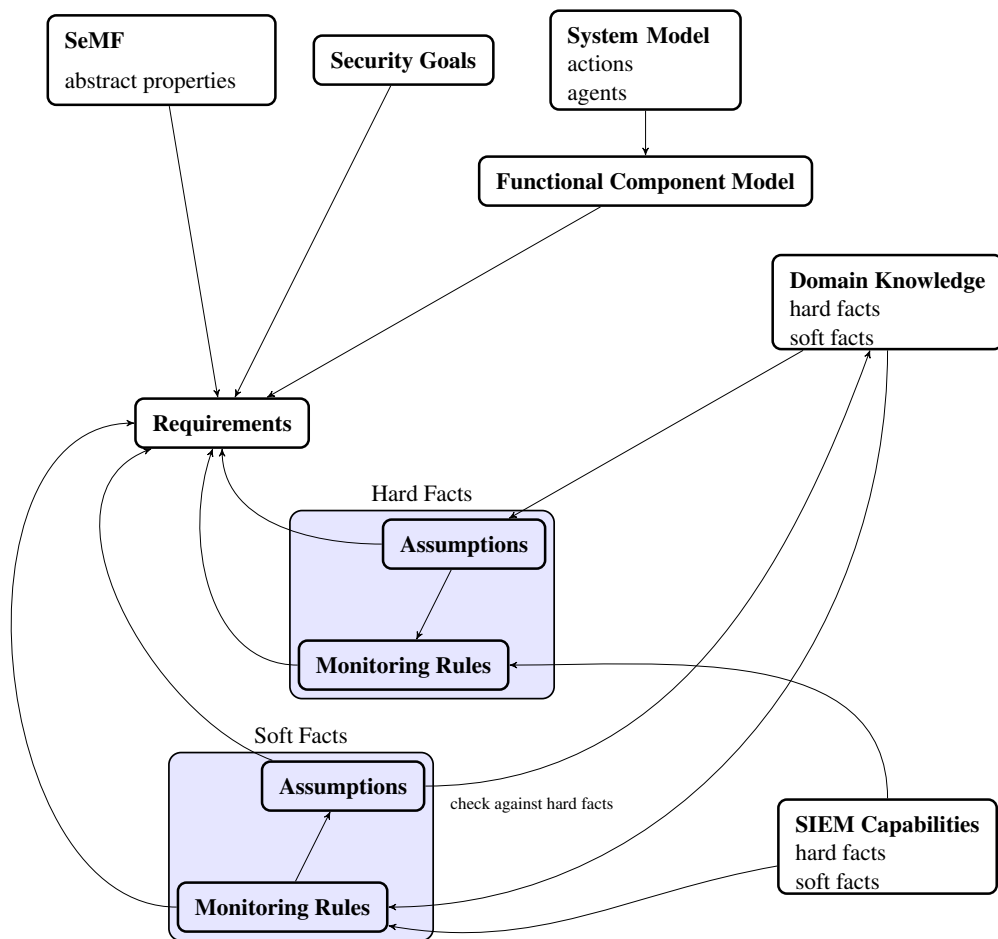 SeMF
abstract properties
Security Goals
System Model
actions
agents
Functional Component Model
Domain Knowledge
hard facts
soft facts
Requirements
Hard Facts
Assumptions
Monitoring Rules
Soft Facts
Assumptions
check against hard facts
Monitoring Rules
SIEM Capabilities
hard facts
soft facts